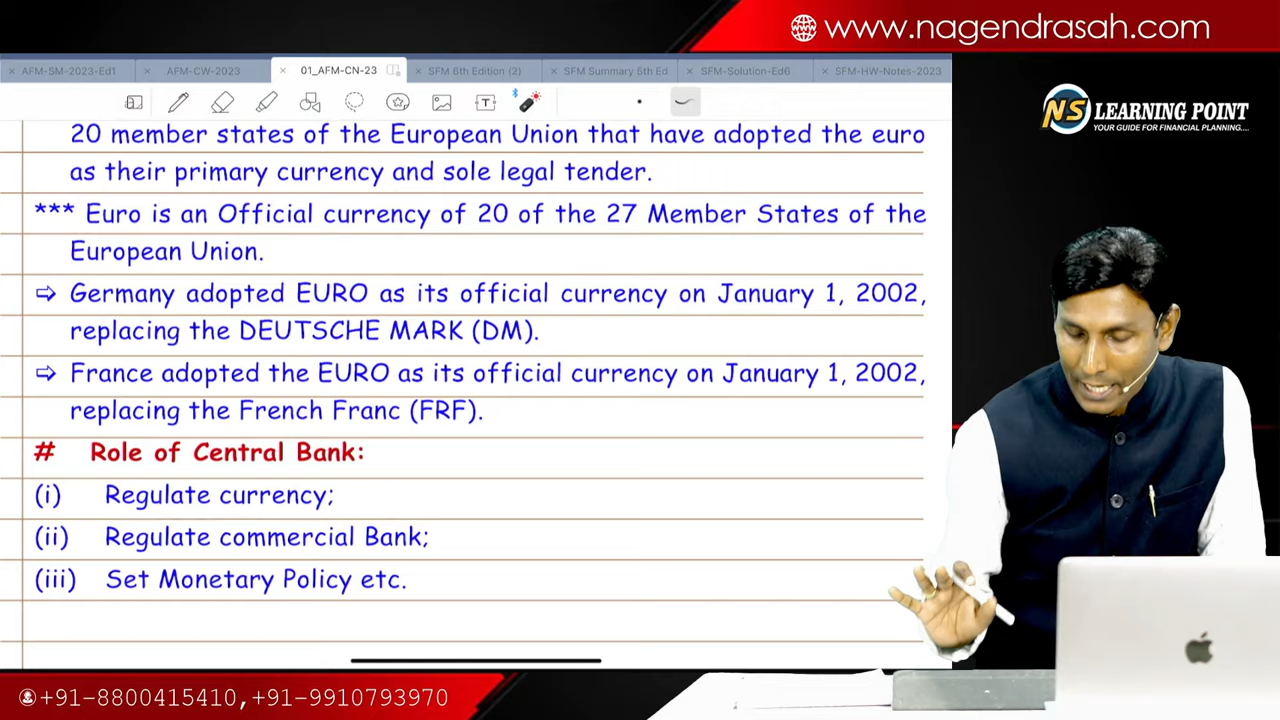 www.nagendrasah.com
AFM-SM-2023-Ed1
AFM-CW-2023
01_AFM-CN-23
SFM 6th Edition (2)
SFM Summary 5th Ed
SFM-Solution-Ed6
SFM-HW-Notes-2023
NS LEARNING POINT
YOUR GUIDE FOR FINANCIAL PLANNING....
20 member states of the European Union that have adopted the euro
as their primary currency and sole legal tender.
*** Euro is an Official currency of 20 of the 27 Member States of the
European Union.
⇨ Germany adopted EURO as its official currency on January 1, 2002,
replacing the DEUTSCHE MARK (DM).
⇨ France adopted the EURO as its official currency on January 1, 2002,
replacing the French Franc (FRF).
# Role of Central Bank:
(i) Regulate currency;
(ii) Regulate commercial Bank;
(iii) Set Monetary Policy etc.
+91-8800415410,+91-9910793970